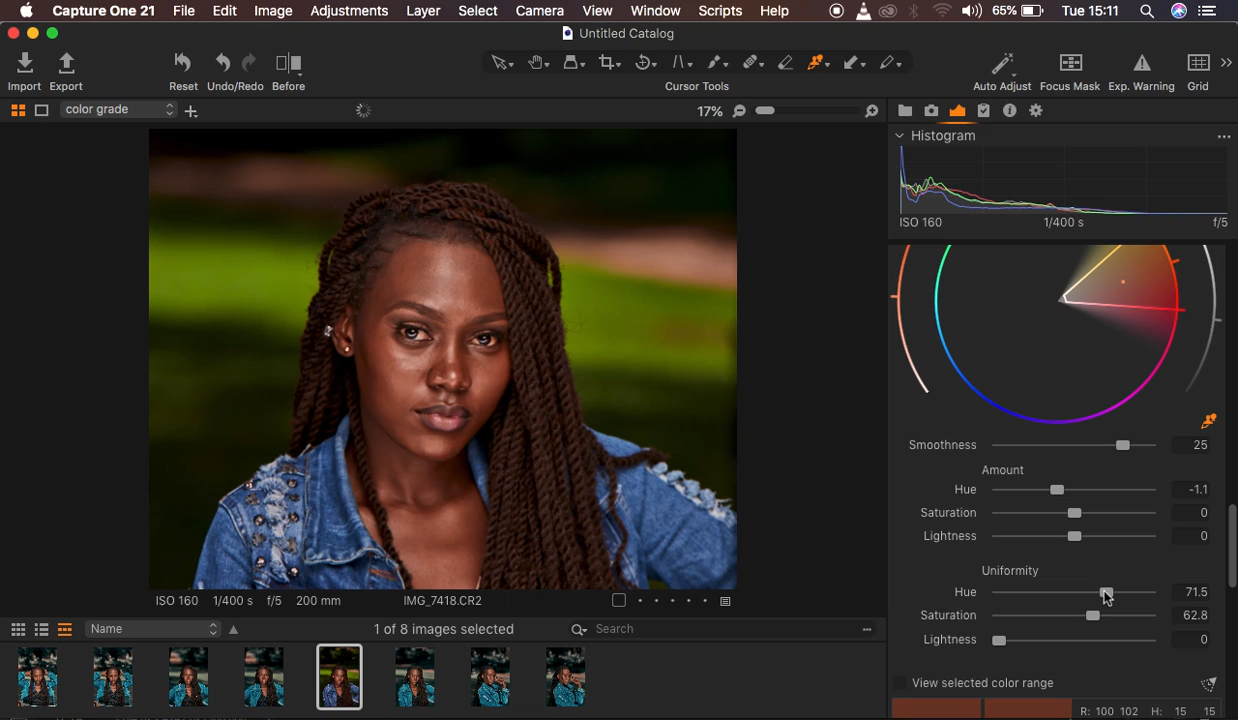 Capture One 21 File Edit Image Adjustments Layer Select Camera View Window Scripts Help 65% Tue 15:11
Untitled Catalog
Import Export Reset Undo/Redo Before Cursor Tools Auto Adjust Focus Mask Exp. Warning Grid
color grade 17%
Histogram
ISO 160 1/400 s f/5
Smoothness 25
Amount
Hue -1.1
Saturation 0
Lightness 0
Uniformity
Hue 71.5
Saturation 62.8
Lightness 0
View selected color range
R: 100 102 H: 15 15
ISO 160 1/400 s f/5 200 mm IMG_7418.CR2
Name 1 of 8 images selected Search